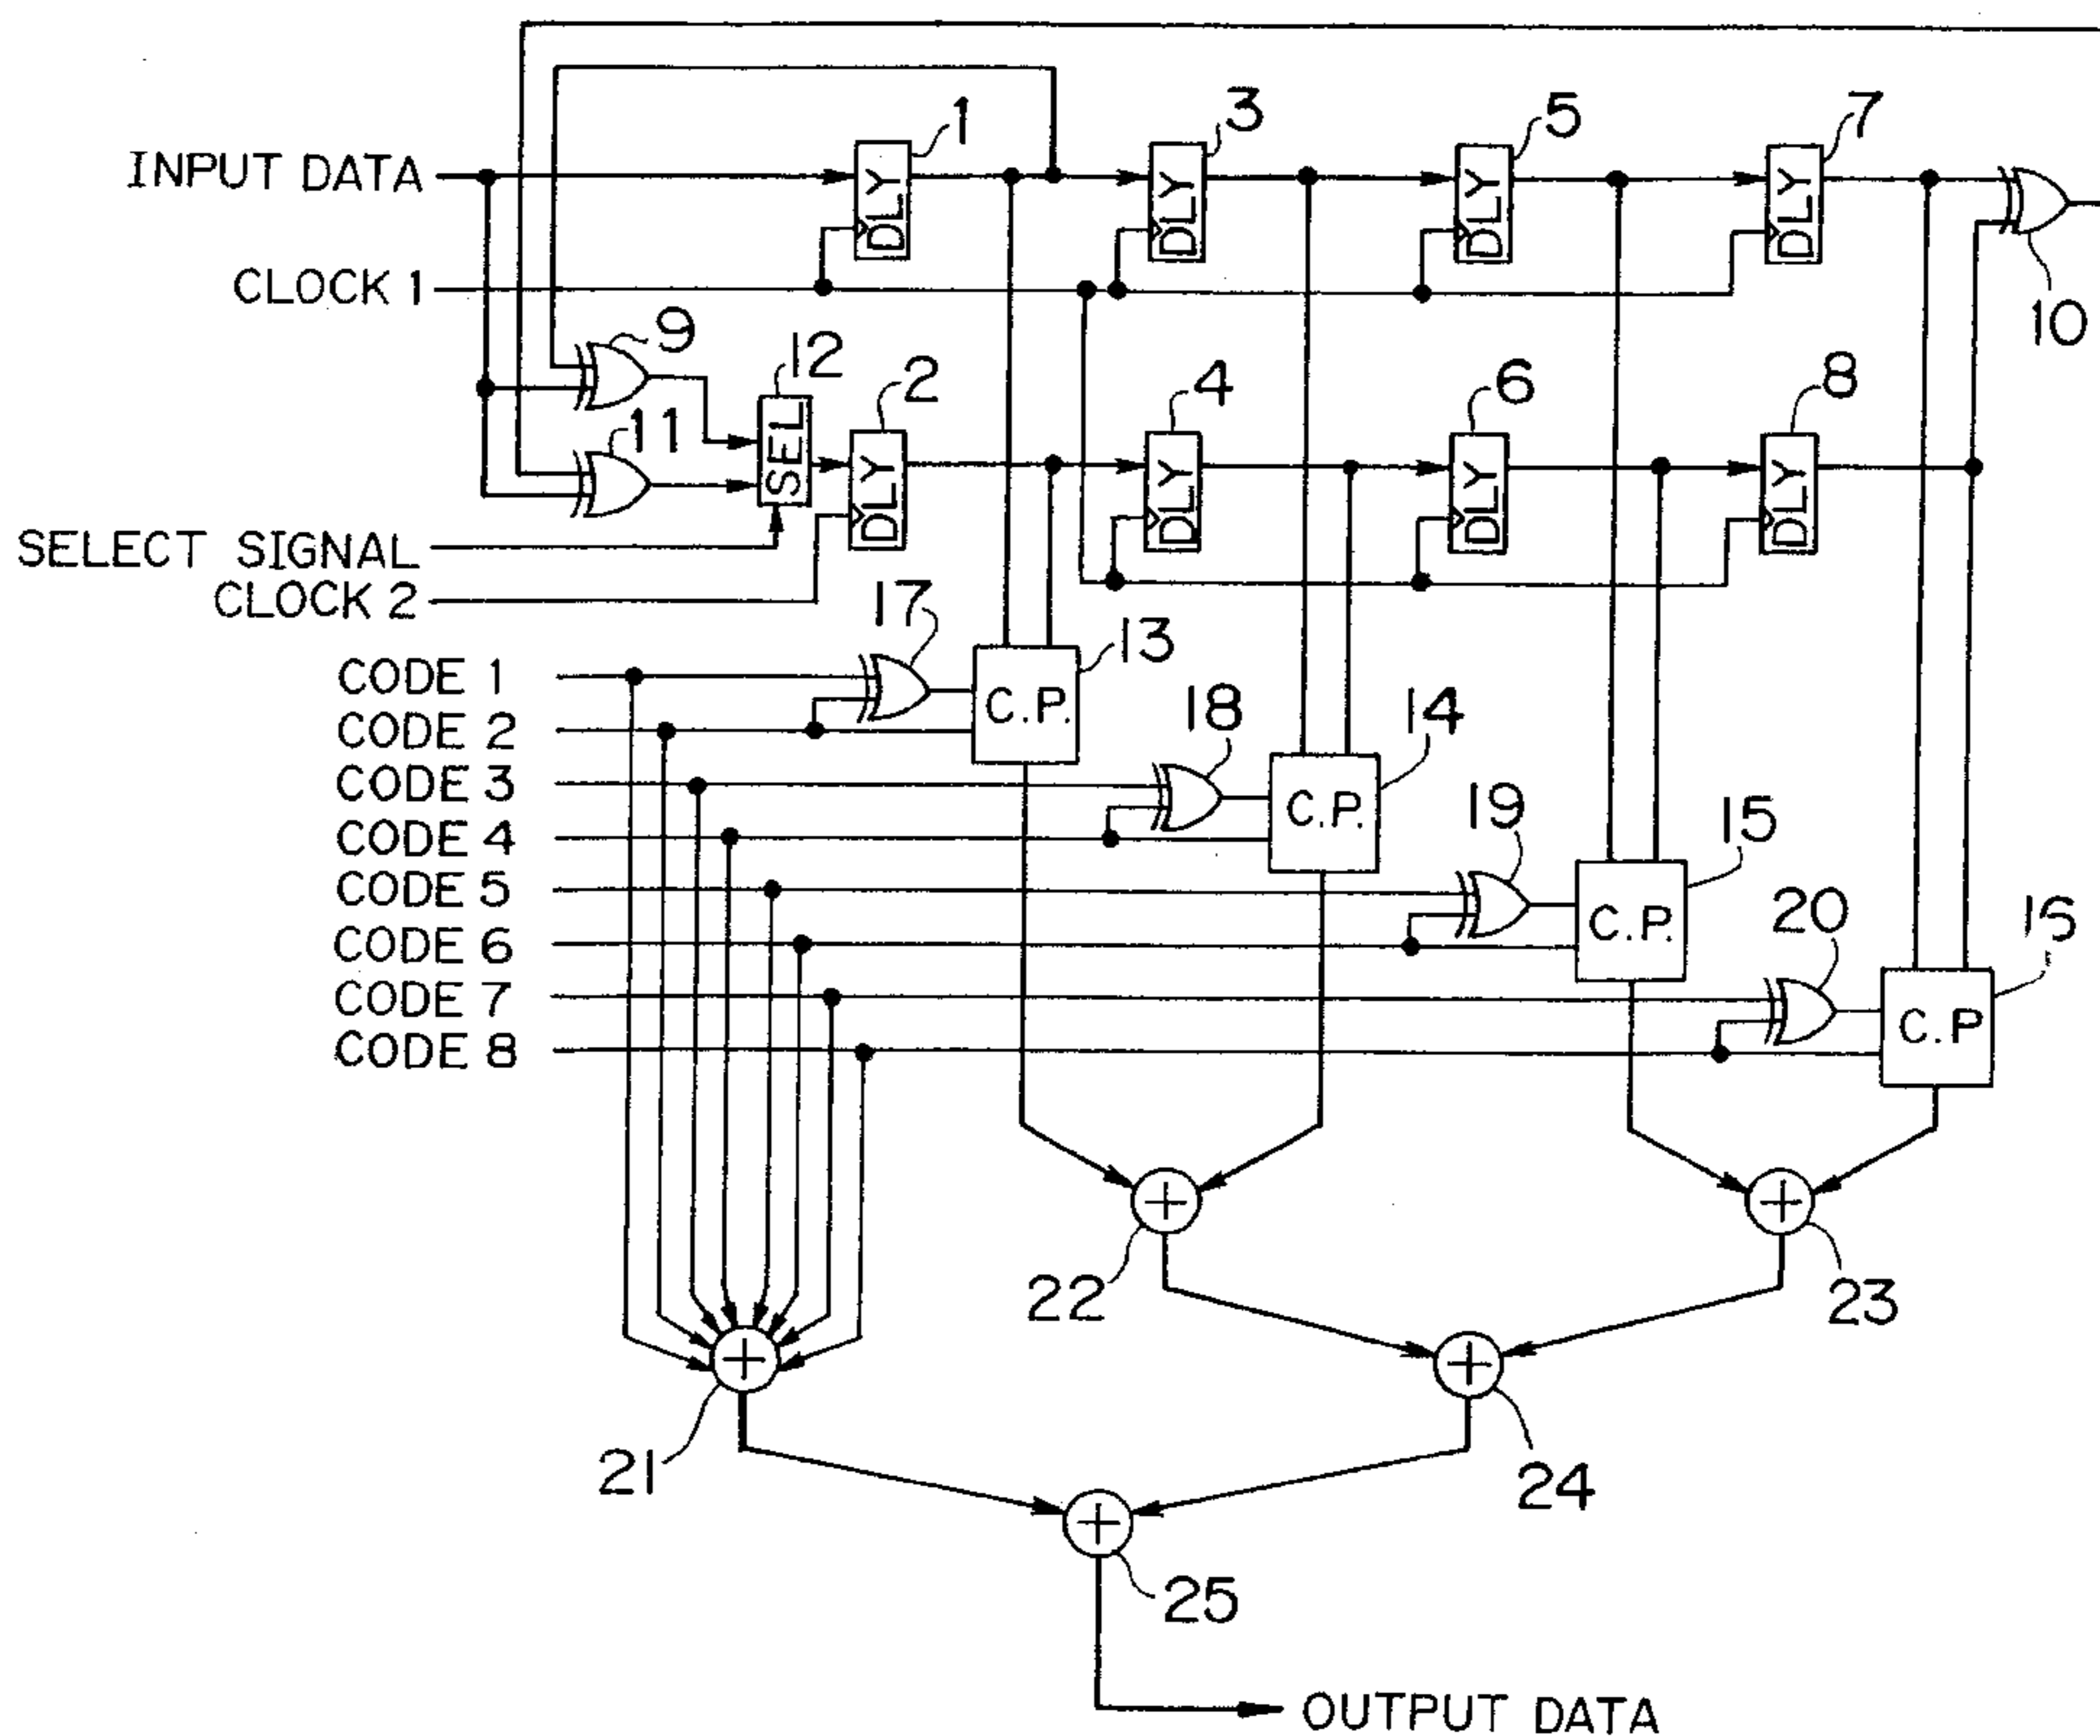 1
3
5
7
INPUT DATA
DLY
DLY
DLY
DLY
CLOCK 1
10
9
12
2
4
6
8
11
SEL
DLY
DLY
DLY
DLY
SELECT SIGNAL
CLOCK 2
17
13
CODE 1
C.P.
18
14
CODE 2
CODE 3
C.P.
19
15
CODE 4
CODE 5
C.P.
20
16
CODE 6
CODE 7
C.P
CODE 8
22
23
21
24
25
OUTPUT DATA